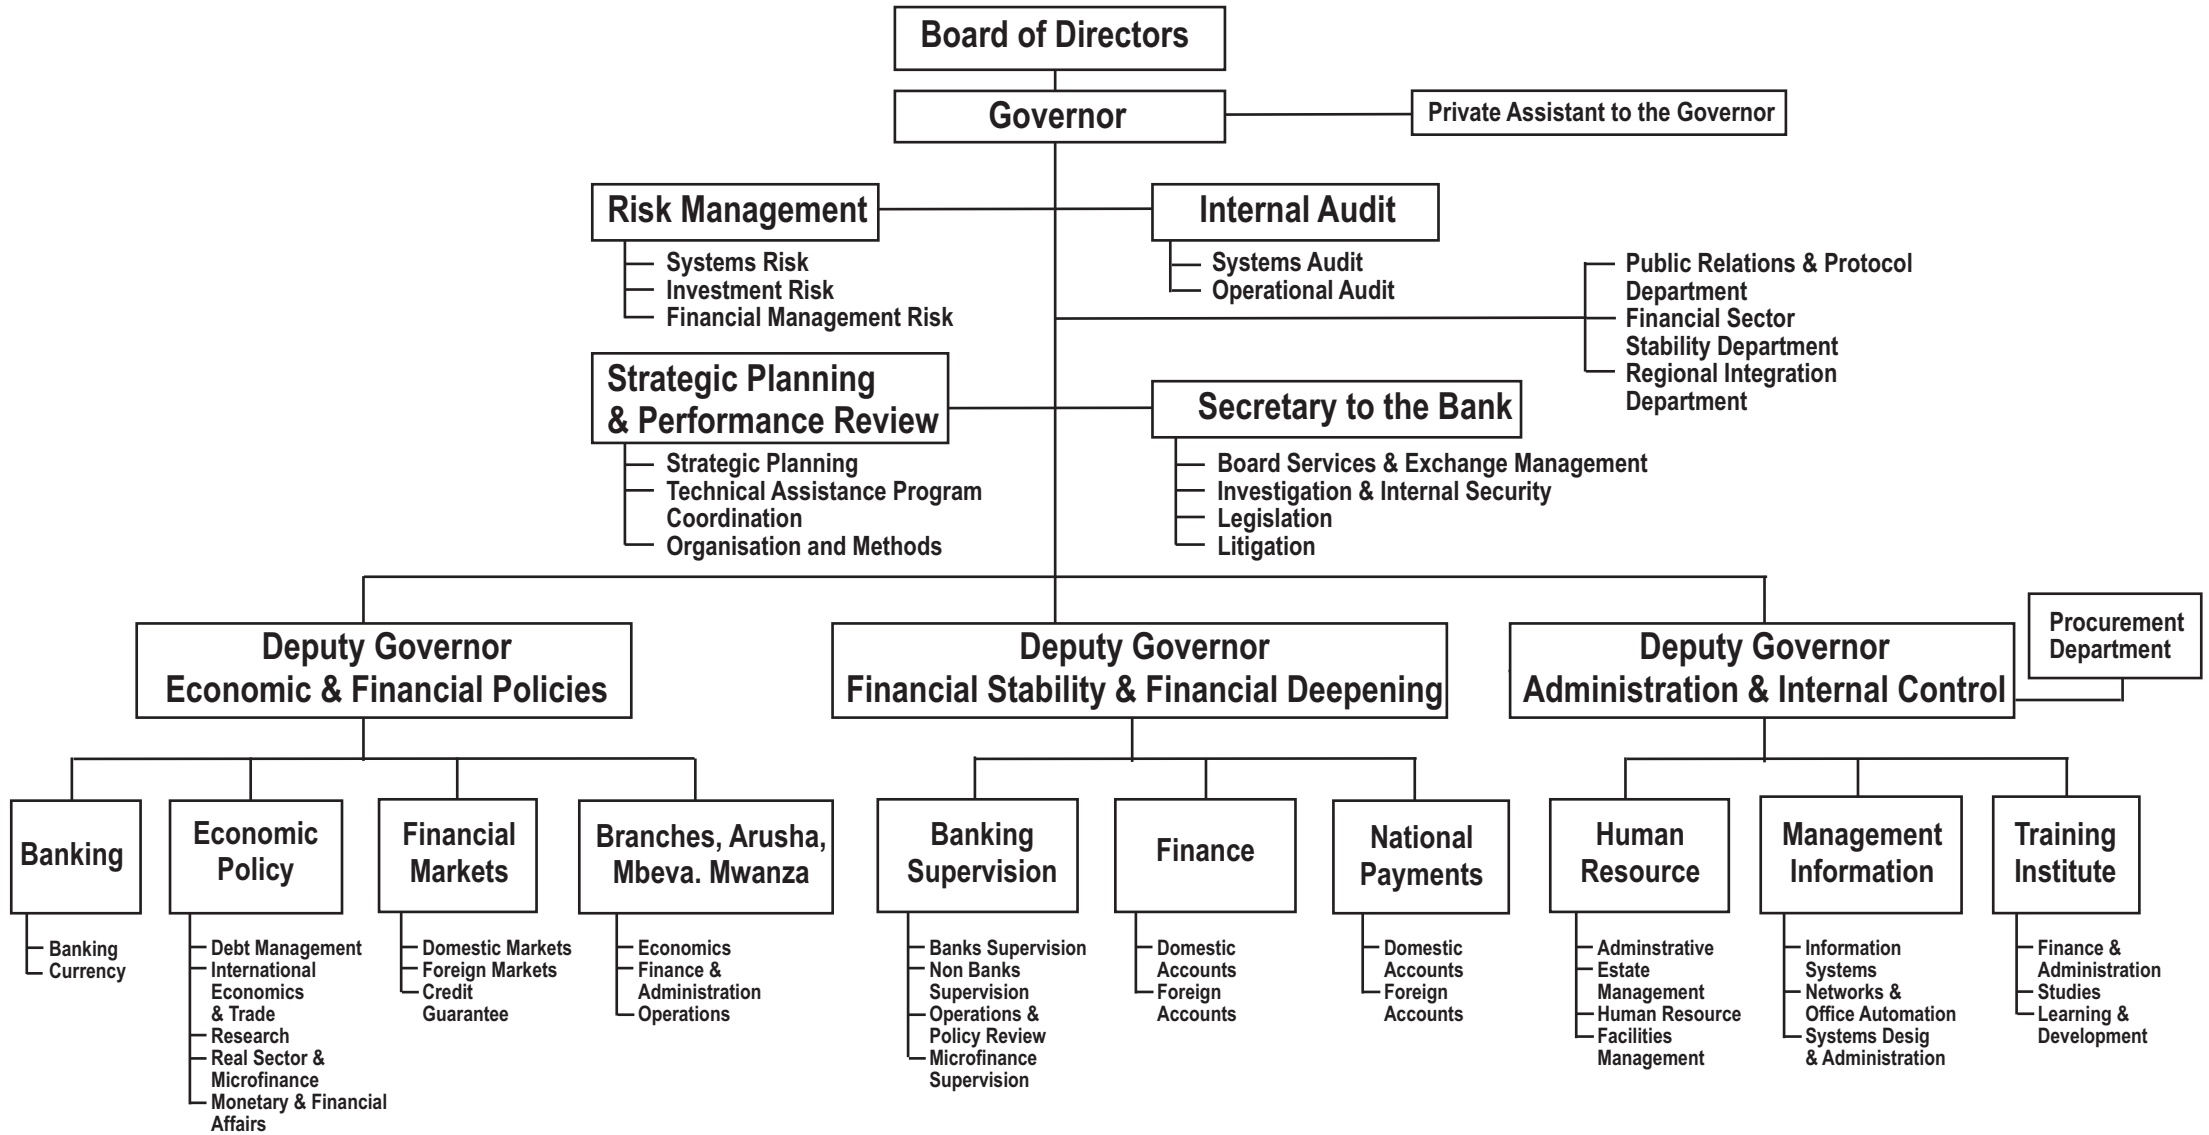 Board of Directors
Governor
Private Assistant to the Governor
Risk Management
Systems Risk
Investment Risk
Financial Management Risk
Internal Audit
Systems Audit
Operational Audit
Public Relations & Protocol
Department
Financial Sector
Stability Department
Regional Integration
Department
Strategic Planning
& Performance Review
Strategic Planning
Technical Assistance Program
Coordination
Organisation and Methods
Secretary to the Bank
Board Services & Exchange Management
Investigation & Internal Security
Legislation
Litigation
Deputy Governor
Economic & Financial Policies
Deputy Governor
Financial Stability & Financial Deepening
Deputy Governor
Administration & Internal Control
Procurement
Department
Banking
Banking
Currency
Economic
Policy
Debt Management
International
Economics
& Trade
Research
Real Sector &
Microfinance
Monetary & Financial
Affairs
Financial
Markets
Domestic Markets
Foreign Markets
Credit
Guarantee
Branches, Arusha,
Mbeva. Mwanza
Economics
Finance &
Administration
Operations
Banking
Supervision
Banks Supervision
Non Banks
Supervision
Operations &
Policy Review
Microfinance
Supervision
Finance
Domestic
Accounts
Foreign
Accounts
National
Payments
Domestic
Accounts
Foreign
Accounts
Human
Resource
Adminstrative
Estate
Management
Human Resource
Facilities
Management
Management
Information
Information
Systems
Networks &
Office Automation
Systems Desig
& Administration
Training
Institute
Finance &
Administration
Studies
Learning &
Development